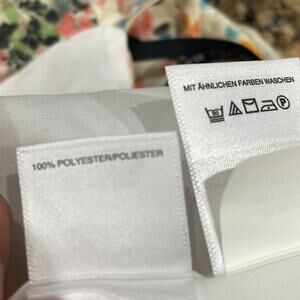 MIT ÄHNLICHEN FARBEN WASCHEN
100% POLYESTER/POLIESTER